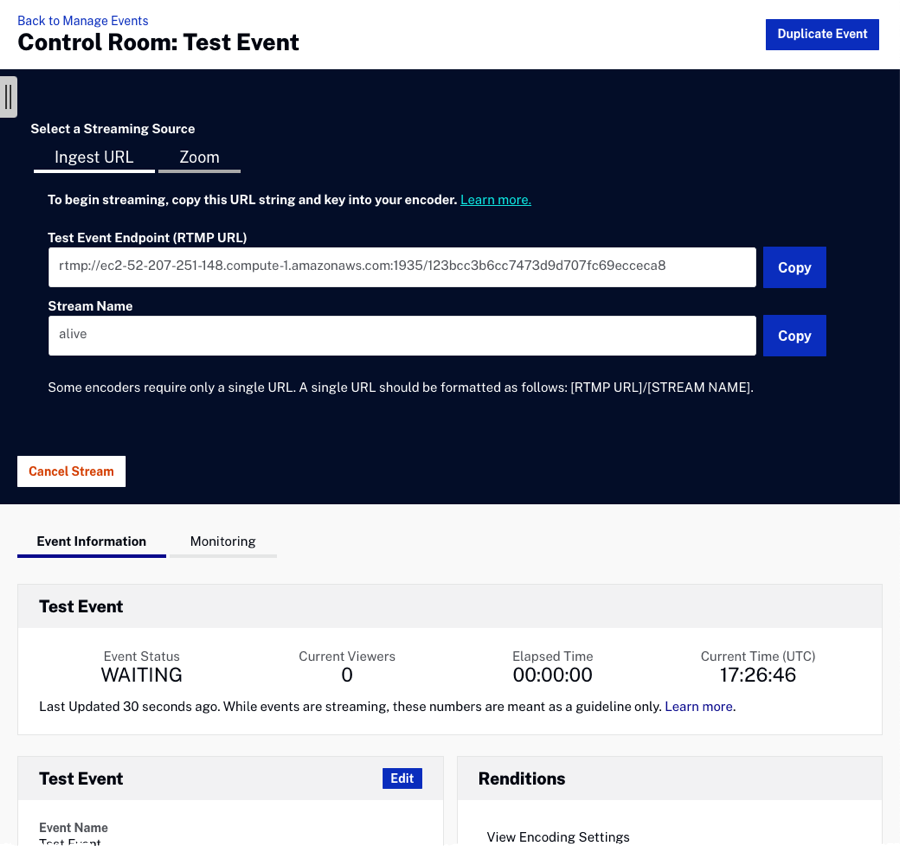 Back to Manage Events
Control Room: Test Event
Duplicate Event
Select a Streaming Source
Ingest URL Zoom
To begin streaming, copy this URL string and key into your encoder. Learn more.
Test Event Endpoint (RTMP URL)
rtmp://ec2-52-207-251-148.compute-1.amazonaws.com:1935/123bcc3b6cc7473d9d707fc69ecceca8
Copy
Stream Name
alive
Copy
Some encoders require only a single URL. A single URL should be formatted as follows: [RTMP URL]/[STREAM NAME].
Cancel Stream
Event Information Monitoring
Test Event
Event Status Current Viewers Elapsed Time Current Time (UTC)
WAITING 0 00:00:00 17:26:46
Last Updated 30 seconds ago. While events are streaming, these numbers are meant as a guideline only. Learn more.
Test Event Edit
Event Name
Test Event
Renditions
View Encoding Settings